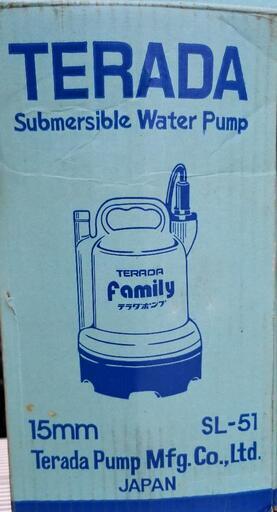 TERADA
Submersible Water Pump
TERADA
Family
テラダポンプ
15mm SL-51
Terada Pump Mfg.Co.,Ltd.
JAPAN